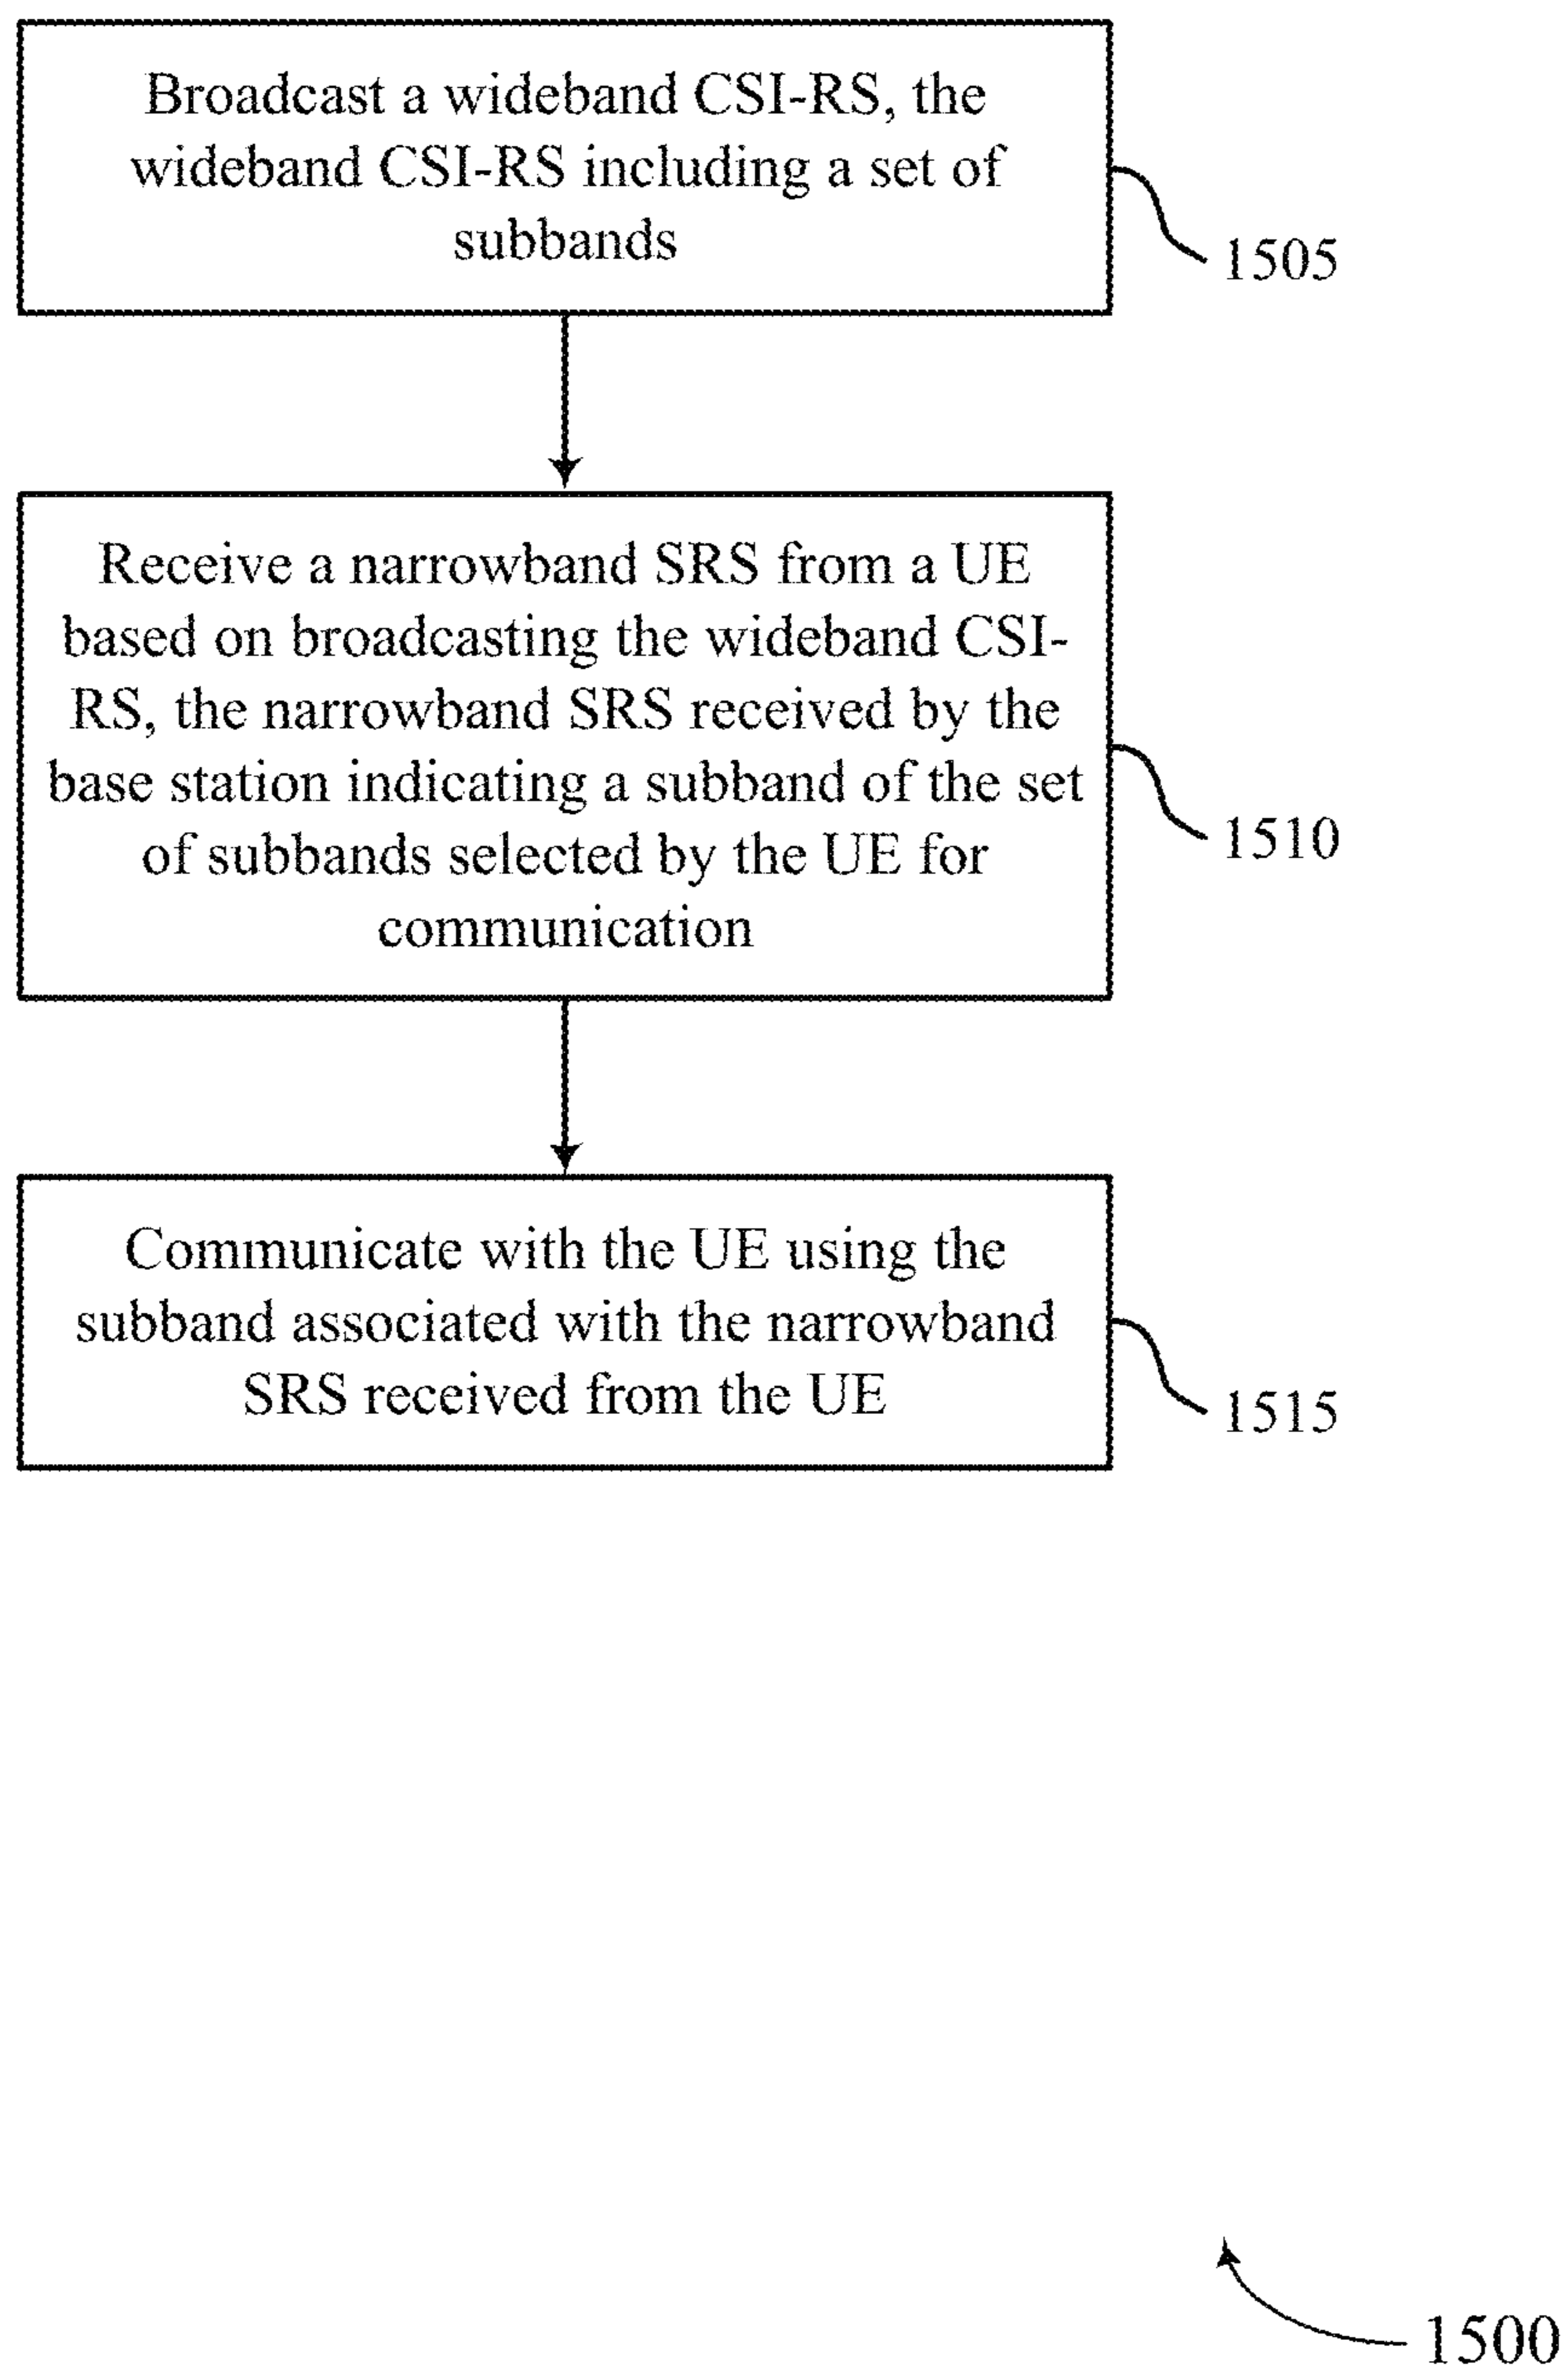 Broadcast a wideband CSI-RS, the
wideband CSI-RS including a set of
subbands
1505
Receive a narrowband SRS from a UE
based on broadcasting the wideband CSI-
RS, the narrowband SRS received by the
base station indicating a subband of the set
of subbands selected by the UE for
communication
1510
Communicate with the UE using the
subband associated with the narrowband
SRS received from the UE
1515
1500